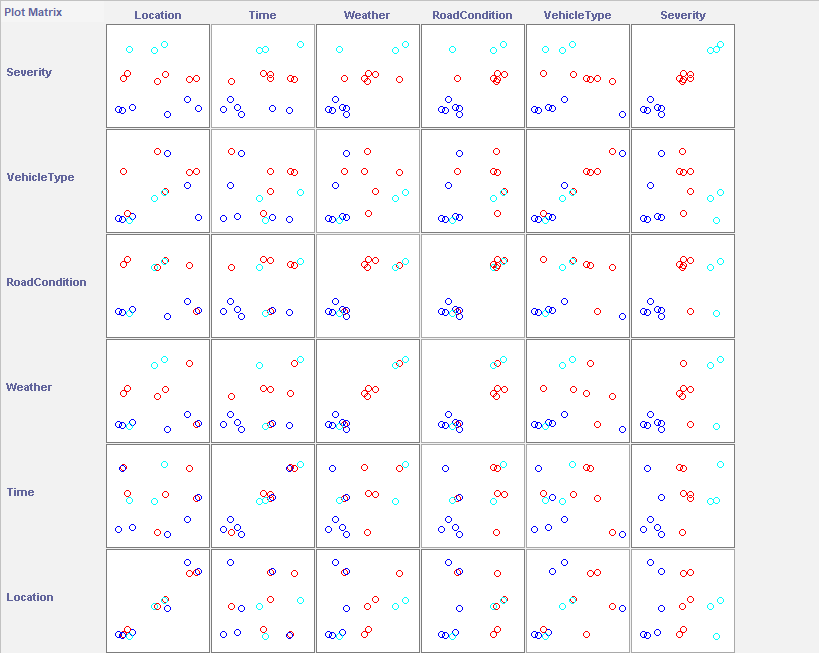 Plot Matrix
Location Time Weather RoadCondition VehicleType Severity
Severity
VehicleType
RoadCondition
Weather
Time
Location